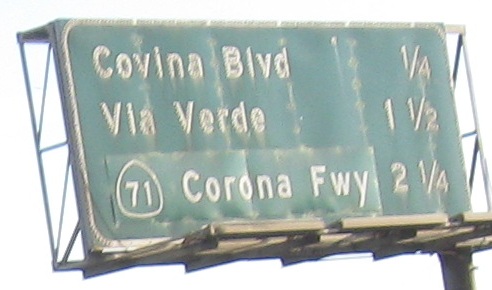 Covina Blvd 1/4
Via Verde 1 1/2
71 Corona Fwy 2 1/4